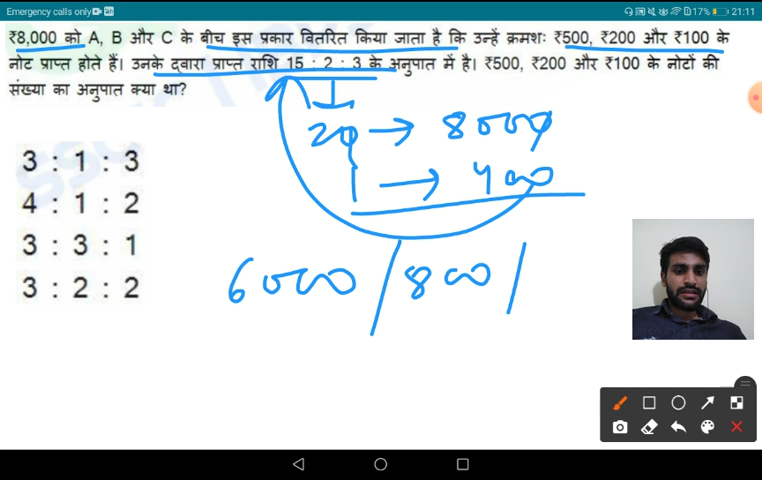 Emergency calls only 17% 21:11
₹8,000 को A, B और C के बीच इस प्रकार वितरित किया जाता है कि उन्हें क्रमशः ₹500, ₹200 और ₹100 के
नोट प्राप्त होते हैं। उनके द्वारा प्राप्त राशि 15 : 2 : 3 के अनुपात में है। ₹500, ₹200 और ₹100 के नोटों की
संख्या का अनुपात क्या था?
20 → 8000
1 → 400
3 : 1 : 3
4 : 1 : 2
3 : 3 : 1
3 : 2 : 2
6000 / 800 /